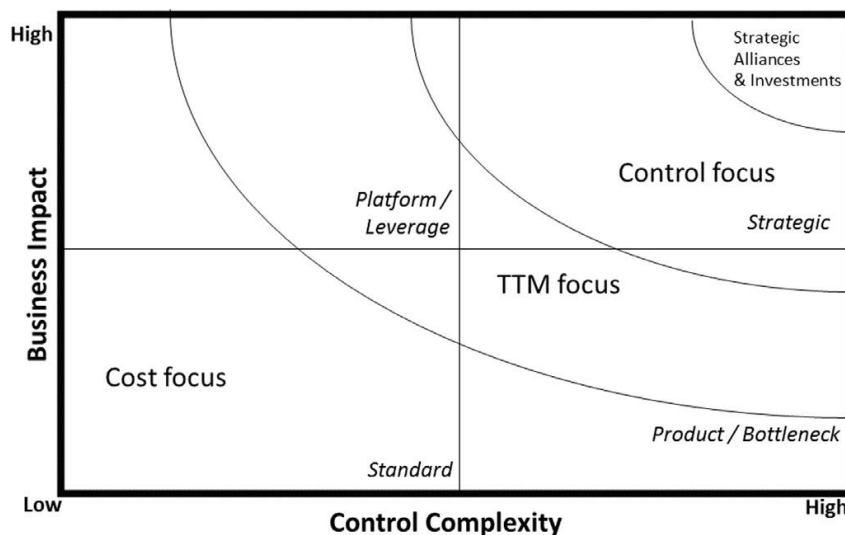 High
Strategic
Alliances
& Investments
Control focus
Platform /
Leverage
Strategic
Business Impact
TTM focus
Cost focus
Product / Bottleneck
Standard
Low
High
Control Complexity